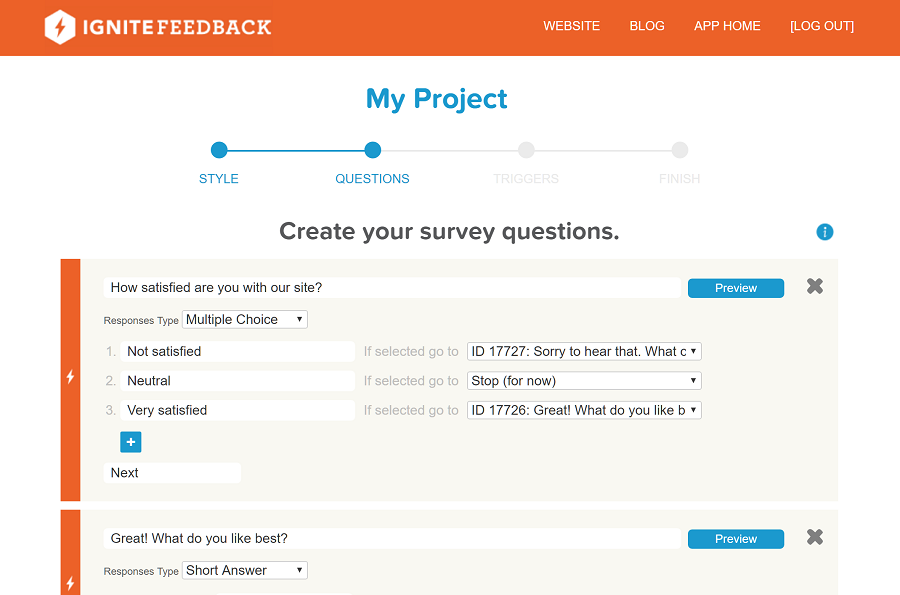 IGNITEFEEDBACK
WEBSITE BLOG APP HOME [LOG OUT]
My Project
STYLE QUESTIONS TRIGGERS FINISH
Create your survey questions.
How satisfied are you with our site? Preview
Responses Type Multiple Choice
1. Not satisfied If selected go to ID 17727: Sorry to hear that. What c
2. Neutral If selected go to Stop (for now)
3. Very satisfied If selected go to ID 17726: Great! What do you like b
+
Next
Great! What do you like best? Preview
Responses Type Short Answer